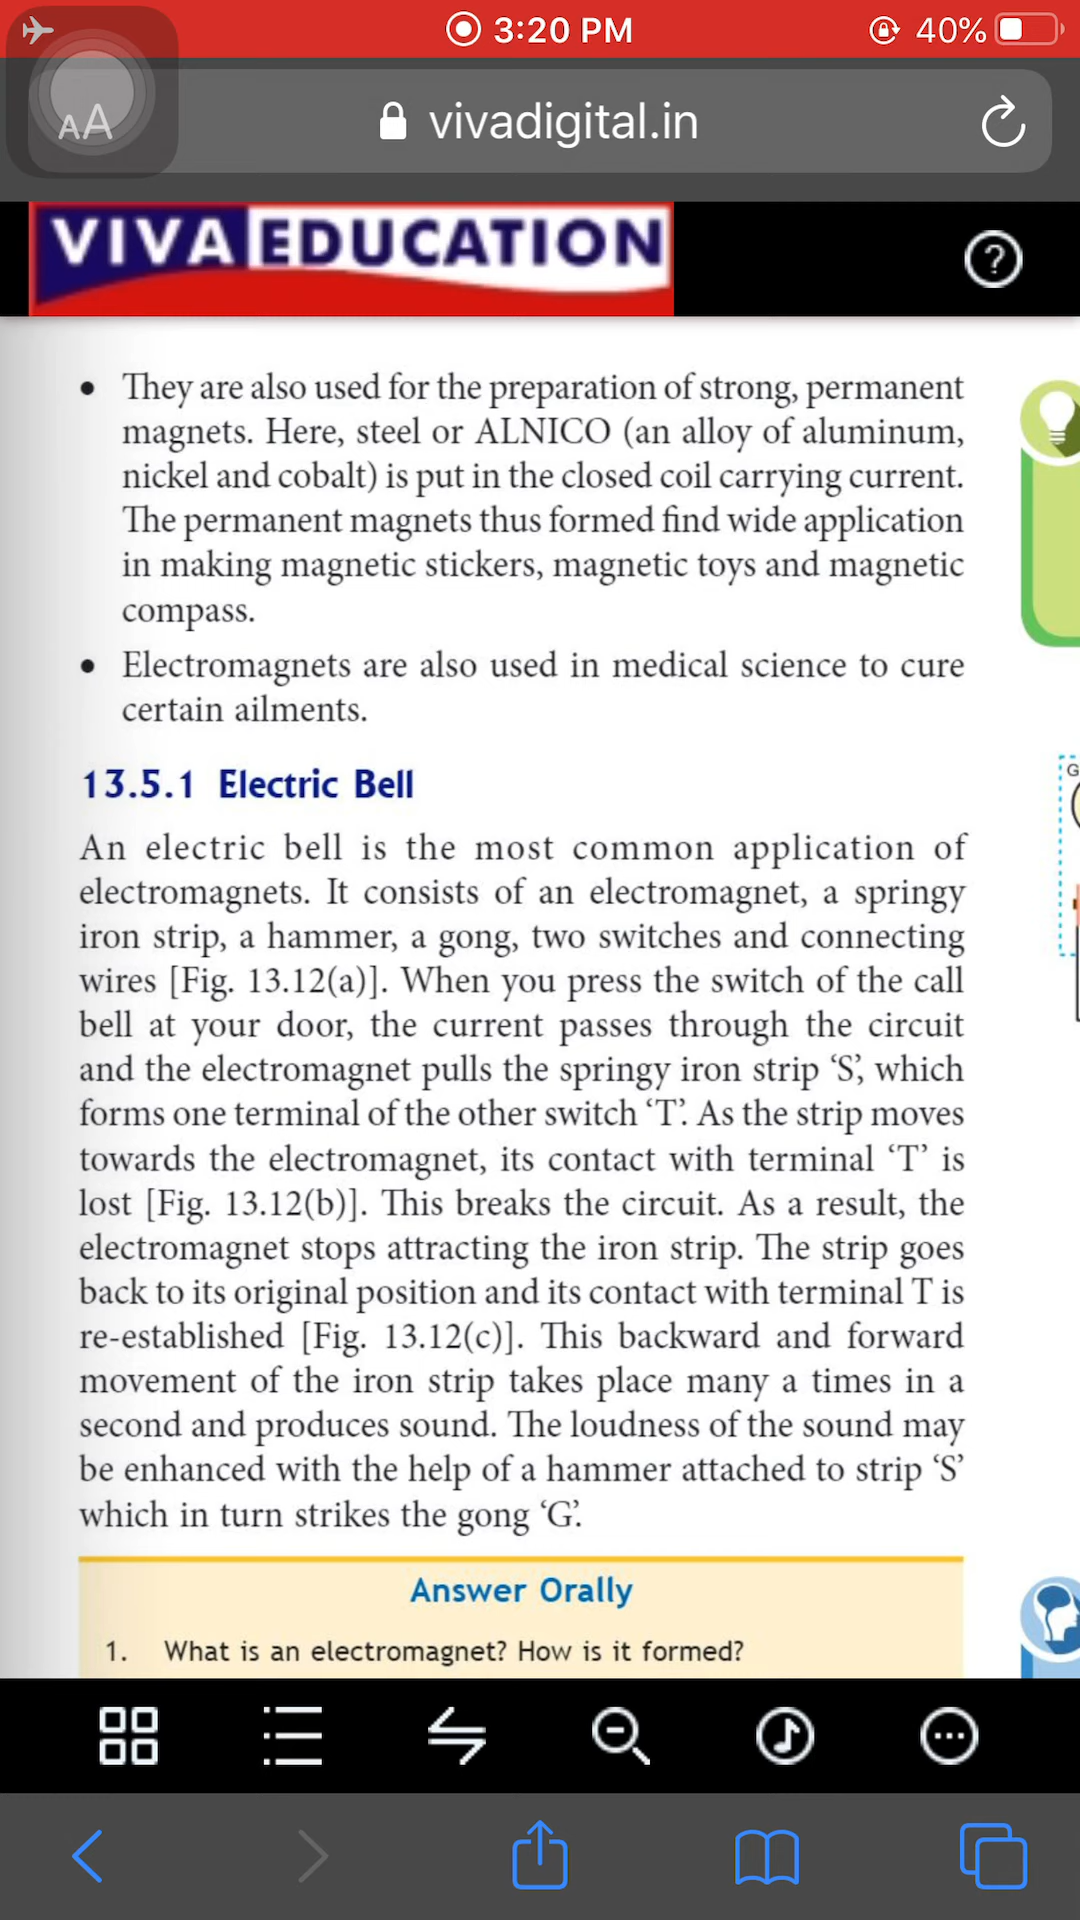 3:20 PM
40%
AA
vivadigital.in
VIVA EDUCATION
?
• They are also used for the preparation of strong, permanent
magnets. Here, steel or ALNICO (an alloy of aluminum,
nickel and cobalt) is put in the closed coil carrying current.
The permanent magnets thus formed find wide application
in making magnetic stickers, magnetic toys and magnetic
compass.
• Electromagnets are also used in medical science to cure
certain ailments.
13.5.1 Electric Bell
G
An electric bell is the most common application of
electromagnets. It consists of an electromagnet, a springy
iron strip, a hammer, a gong, two switches and connecting
wires [Fig. 13.12(a)]. When you press the switch of the call
bell at your door, the current passes through the circuit
and the electromagnet pulls the springy iron strip ‘S’, which
forms one terminal of the other switch ‘T’. As the strip moves
towards the electromagnet, its contact with terminal ‘T’ is
lost [Fig. 13.12(b)]. This breaks the circuit. As a result, the
electromagnet stops attracting the iron strip. The strip goes
back to its original position and its contact with terminal T is
re-established [Fig. 13.12(c)]. This backward and forward
movement of the iron strip takes place many a times in a
second and produces sound. The loudness of the sound may
be enhanced with the help of a hammer attached to strip ‘S’
which in turn strikes the gong ‘G’.
Answer Orally
1. What is an electromagnet? How is it formed?